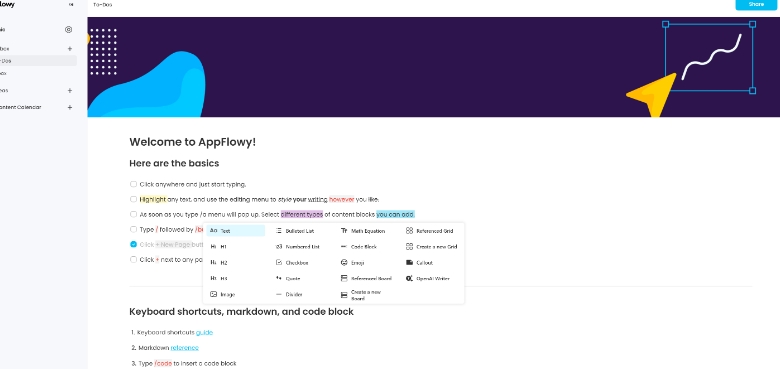 To-Dos
Share
Welcome to AppFlowy!
Here are the basics
Click anywhere and just start typing.
Highlight any text, and use the editing menu to style your writing however you like.
As soon as you type / a menu will pop up. Select different types of content blocks you can add.
Type / followed by
Click + New Page
Click + next to any
Aa Text
Bulleted List
Math Equation
Referenced Grid
H1 H1
Numbered List
Code Block
Create a new Grid
H2 H2
Checkbox
Emoji
Callout
H3 H3
Quote
Referenced Board
OpenAI Writer
Image
Divider
Create a new
Board
Keyboard shortcuts, markdown, and code block
1. Keyboard shortcuts guide
2. Markdown reference
3. Type /code to insert a code block
Content Calendar